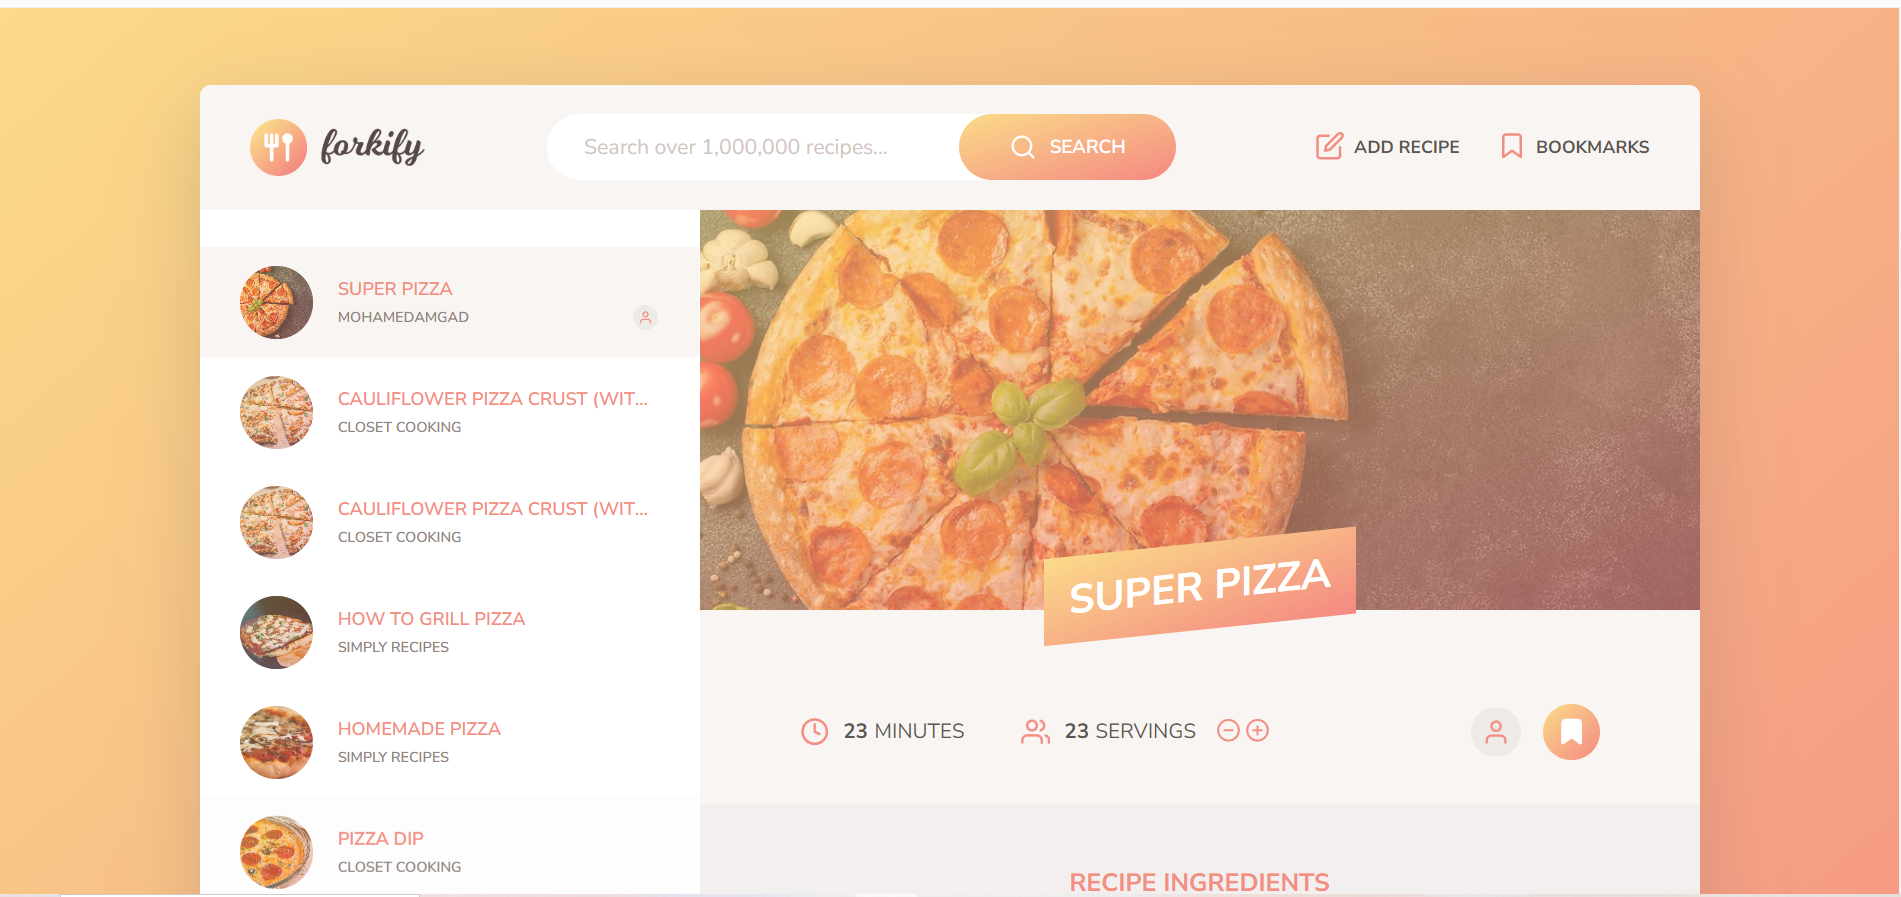 forkify
Search over 1,000,000 recipes...
SEARCH
ADD RECIPE
BOOKMARKS
SUPER PIZZA
MOHAMEDAMGAD
CAULIFLOWER PIZZA CRUST (WIT...
CLOSET COOKING
CAULIFLOWER PIZZA CRUST (WIT...
CLOSET COOKING
HOW TO GRILL PIZZA
SIMPLY RECIPES
HOMEMADE PIZZA
SIMPLY RECIPES
PIZZA DIP
CLOSET COOKING
SUPER PIZZA
23 MINUTES
23 SERVINGS
RECIPE INGREDIENTS